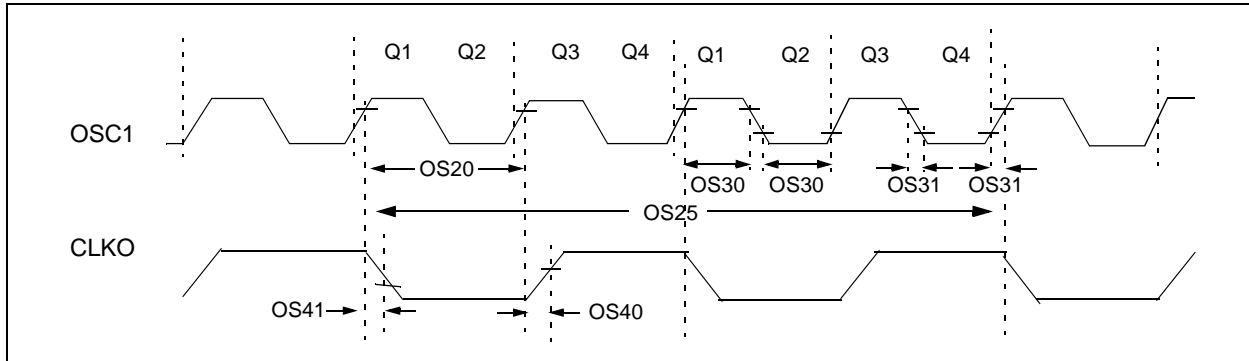 Q1 Q2 Q3 Q4 Q1 Q2 Q3 Q4
OSC1
OS20 OS30 OS30 OS31 OS31
OS25
CLKO
OS41 OS40